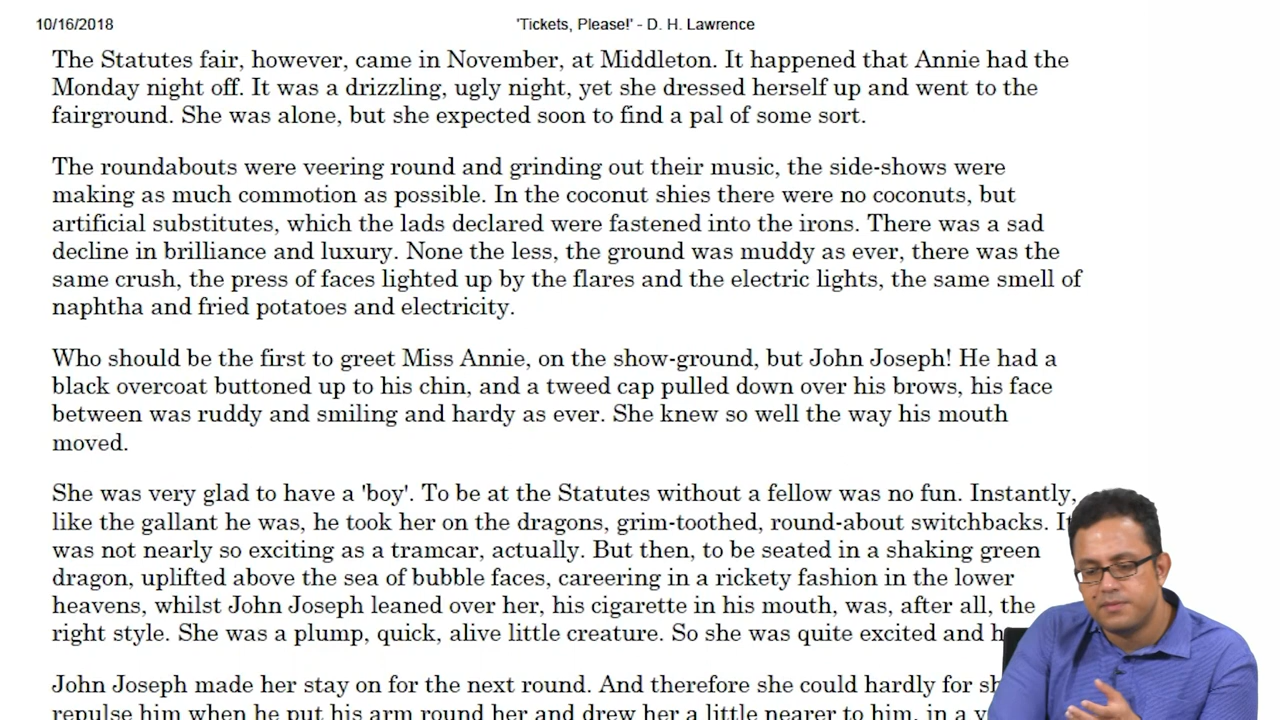 10/16/2018 'Tickets, Please!' - D. H. Lawrence
The Statutes fair, however, came in November, at Middleton. It happened that Annie had the
Monday night off. It was a drizzling, ugly night, yet she dressed herself up and went to the
fairground. She was alone, but she expected soon to find a pal of some sort.
The roundabouts were veering round and grinding out their music, the side-shows were
making as much commotion as possible. In the coconut shies there were no coconuts, but
artificial substitutes, which the lads declared were fastened into the irons. There was a sad
decline in brilliance and luxury. None the less, the ground was muddy as ever, there was the
same crush, the press of faces lighted up by the flares and the electric lights, the same smell of
naphtha and fried potatoes and electricity.
Who should be the first to greet Miss Annie, on the show-ground, but John Joseph! He had a
black overcoat buttoned up to his chin, and a tweed cap pulled down over his brows, his face
between was ruddy and smiling and hardy as ever. She knew so well the way his mouth
moved.
She was very glad to have a 'boy'. To be at the Statutes without a fellow was no fun. Instantly,
like the gallant he was, he took her on the dragons, grim-toothed, round-about switchbacks.
was not nearly so exciting as a tramcar, actually. But then, to be seated in a shaking green
dragon, uplifted above the sea of bubble faces, careering in a rickety fashion in the lower
heavens, whilst John Joseph leaned over her, his cigarette in his mouth, was, after all, the
right style. She was a plump, quick, alive little creature. So she was quite excited and
John Joseph made her stay on for the next round. And therefore she could hardly for
repulse him when he put his arm round her and drew her a little nearer to him, in a